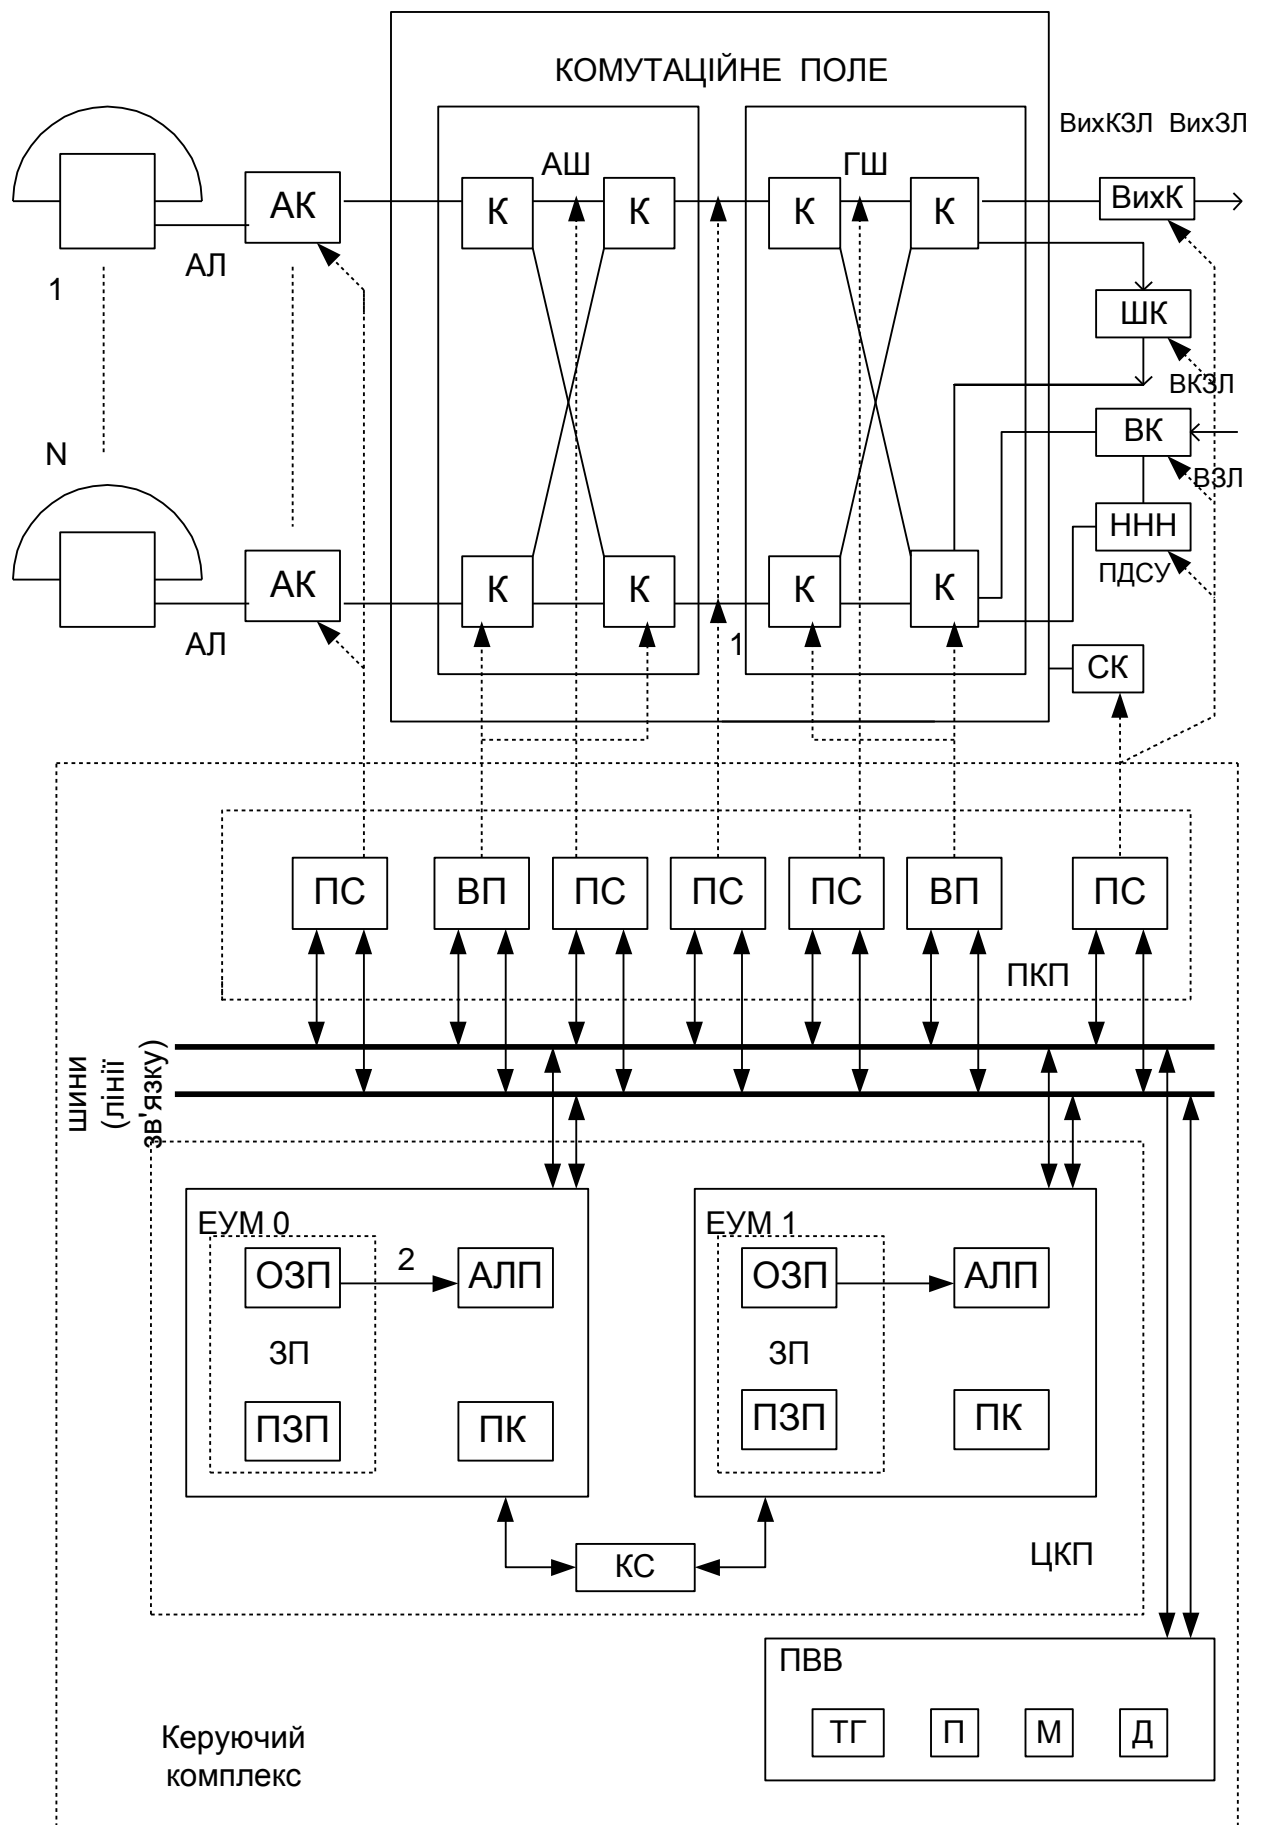 КОМУТАЦІЙНЕ ПОЛЕ
ВихКЗЛ ВихЗЛ
АШ
ГШ
АК
К
К
К
К
ВихК
АЛ
1
ШК
ВКЗЛ
N
ВК
ВЗЛ
ННН
ПДСУ
АК
К
К
К
К
АЛ
1
СК
ПС
ВП
ПС
ПС
ПС
ВП
ПС
ПКП
шини
(лінії
зв'язку)
ЕУМ 0
ОЗП
2
АЛП
ЗП
ПЗП
ПК
ЕУМ 1
ОЗП
АЛП
ЗП
ПЗП
ПК
КС
ЦКП
ПВВ
ТГ
П
М
Д
Керуючий
комплекс